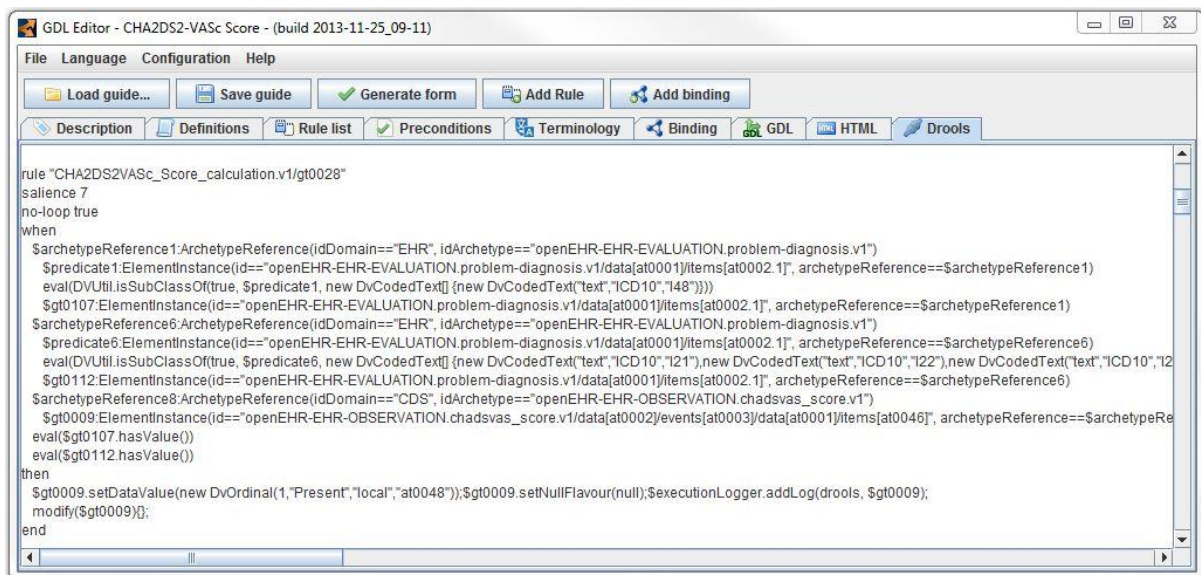 GDL Editor - CHA2DS2-VASc Score - (build 2013-11-25_09-11)
File Language Configuration Help
Load guide... Save guide Generate form Add Rule Add binding
Description Definitions Rule list Preconditions Terminology Binding GDL HTML Drools
rule "CHA2DS2VASc_Score_calculation.v1/gt0028"
salience 7
no-loop true
when
$archetypeReference1:ArchetypeReference(idDomain=="EHR", idArchetype=="openEHR-EHR-EVALUATION.problem-diagnosis.v1")
$predicate1:ElementInstance(id=="openEHR-EHR-EVALUATION.problem-diagnosis.v1/data[at0001]/items[at0002.1]", archetypeReference==$archetypeReference1)
eval(DVUtil.isSubClassOf(true, $predicate1, new DvCodedText[] {new DvCodedText("text","ICD10","I48")}))
$gt0107:ElementInstance(id=="openEHR-EHR-EVALUATION.problem-diagnosis.v1/data[at0001]/items[at0002.1]", archetypeReference==$archetypeReference1)
$archetypeReference6:ArchetypeReference(idDomain=="EHR", idArchetype=="openEHR-EHR-EVALUATION.problem-diagnosis.v1")
$predicate6:ElementInstance(id=="openEHR-EHR-EVALUATION.problem-diagnosis.v1/data[at0001]/items[at0002.1]", archetypeReference==$archetypeReference6)
eval(DVUtil.isSubClassOf(true, $predicate6, new DvCodedText[] {new DvCodedText("text","ICD10","I21"),new DvCodedText("text","ICD10","I22"),new DvCodedText("text","ICD10","I2
$gt0112:ElementInstance(id=="openEHR-EHR-EVALUATION.problem-diagnosis.v1/data[at0001]/items[at0002.1]", archetypeReference==$archetypeReference6)
$archetypeReference8:ArchetypeReference(idDomain=="CDS", idArchetype=="openEHR-EHR-OBSERVATION.chadsvas_score.v1")
$gt0009:ElementInstance(id=="openEHR-EHR-OBSERVATION.chadsvas_score.v1/data[at0002]/events[at0003]/data[at0001]/items[at0046]", archetypeReference==$archetypeRe
eval($gt0107.hasValue())
eval($gt0112.hasValue())
then
$gt0009.setDataValue(new DvOrdinal(1,"Present","local","at0048"));$gt0009.setNullFlavour(null);$executionLogger.addLog(drools, $gt0009);
modify($gt0009){};
end